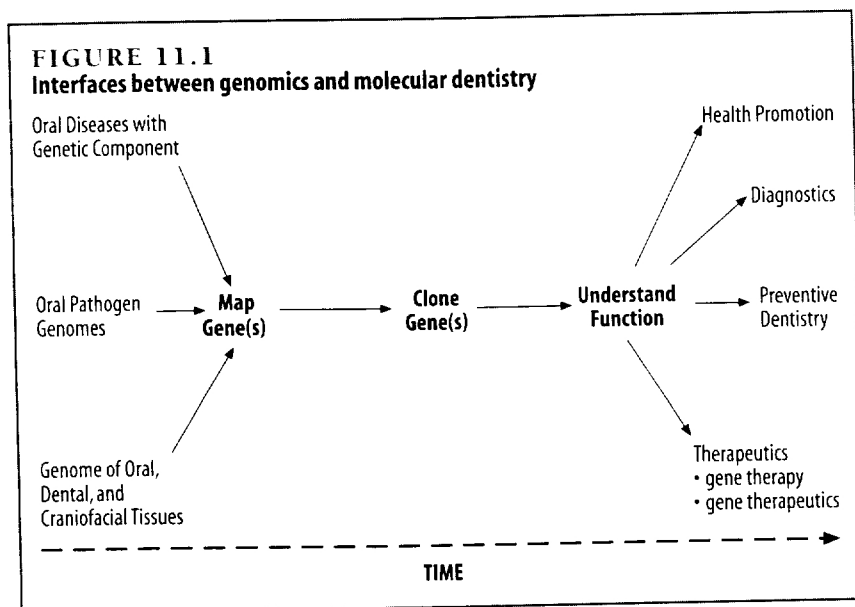 FIGURE 11.1
Interfaces between genomics and molecular dentistry
Oral Diseases with
Genetic Component
Oral Pathogen
Genomes
Genome of Oral,
Dental, and
Craniofacial Tissues
Map
Gene(s)
Clone
Gene(s)
Understand
Function
Health Promotion
Diagnostics
Preventive
Dentistry
Therapeutics
• gene therapy
• gene therapeutics
TIME